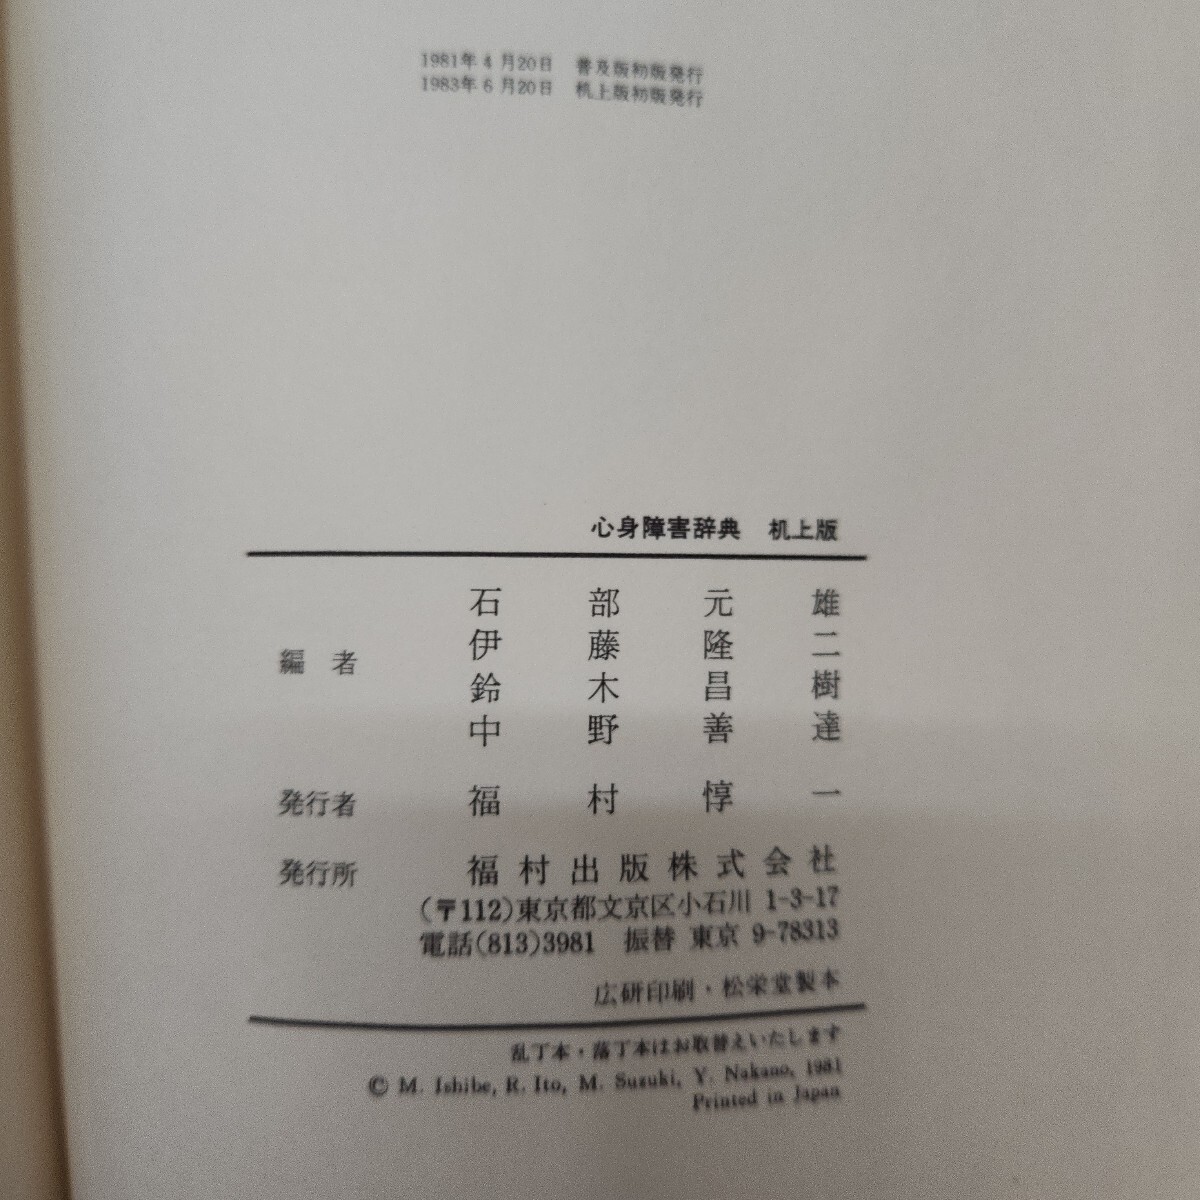 1981年4月20日　普及版初版発行
1983年6月20日　机上版初版発行
心身障害辞典　机上版
編者
石部元雄
伊藤隆二
鈴木昌樹
中野善達
発行者　福村惇一
発行所　福村出版株式会社
（〒112）東京都文京区小石川 1-3-17
電話(813)3981　振替 東京 9-78313
広研印刷・松栄堂製本
乱丁本・落丁本はお取替えいたします
© M. Ishibe, R. Ito, M. Suzuki, Y. Nakano, 1981
Printed in Japan